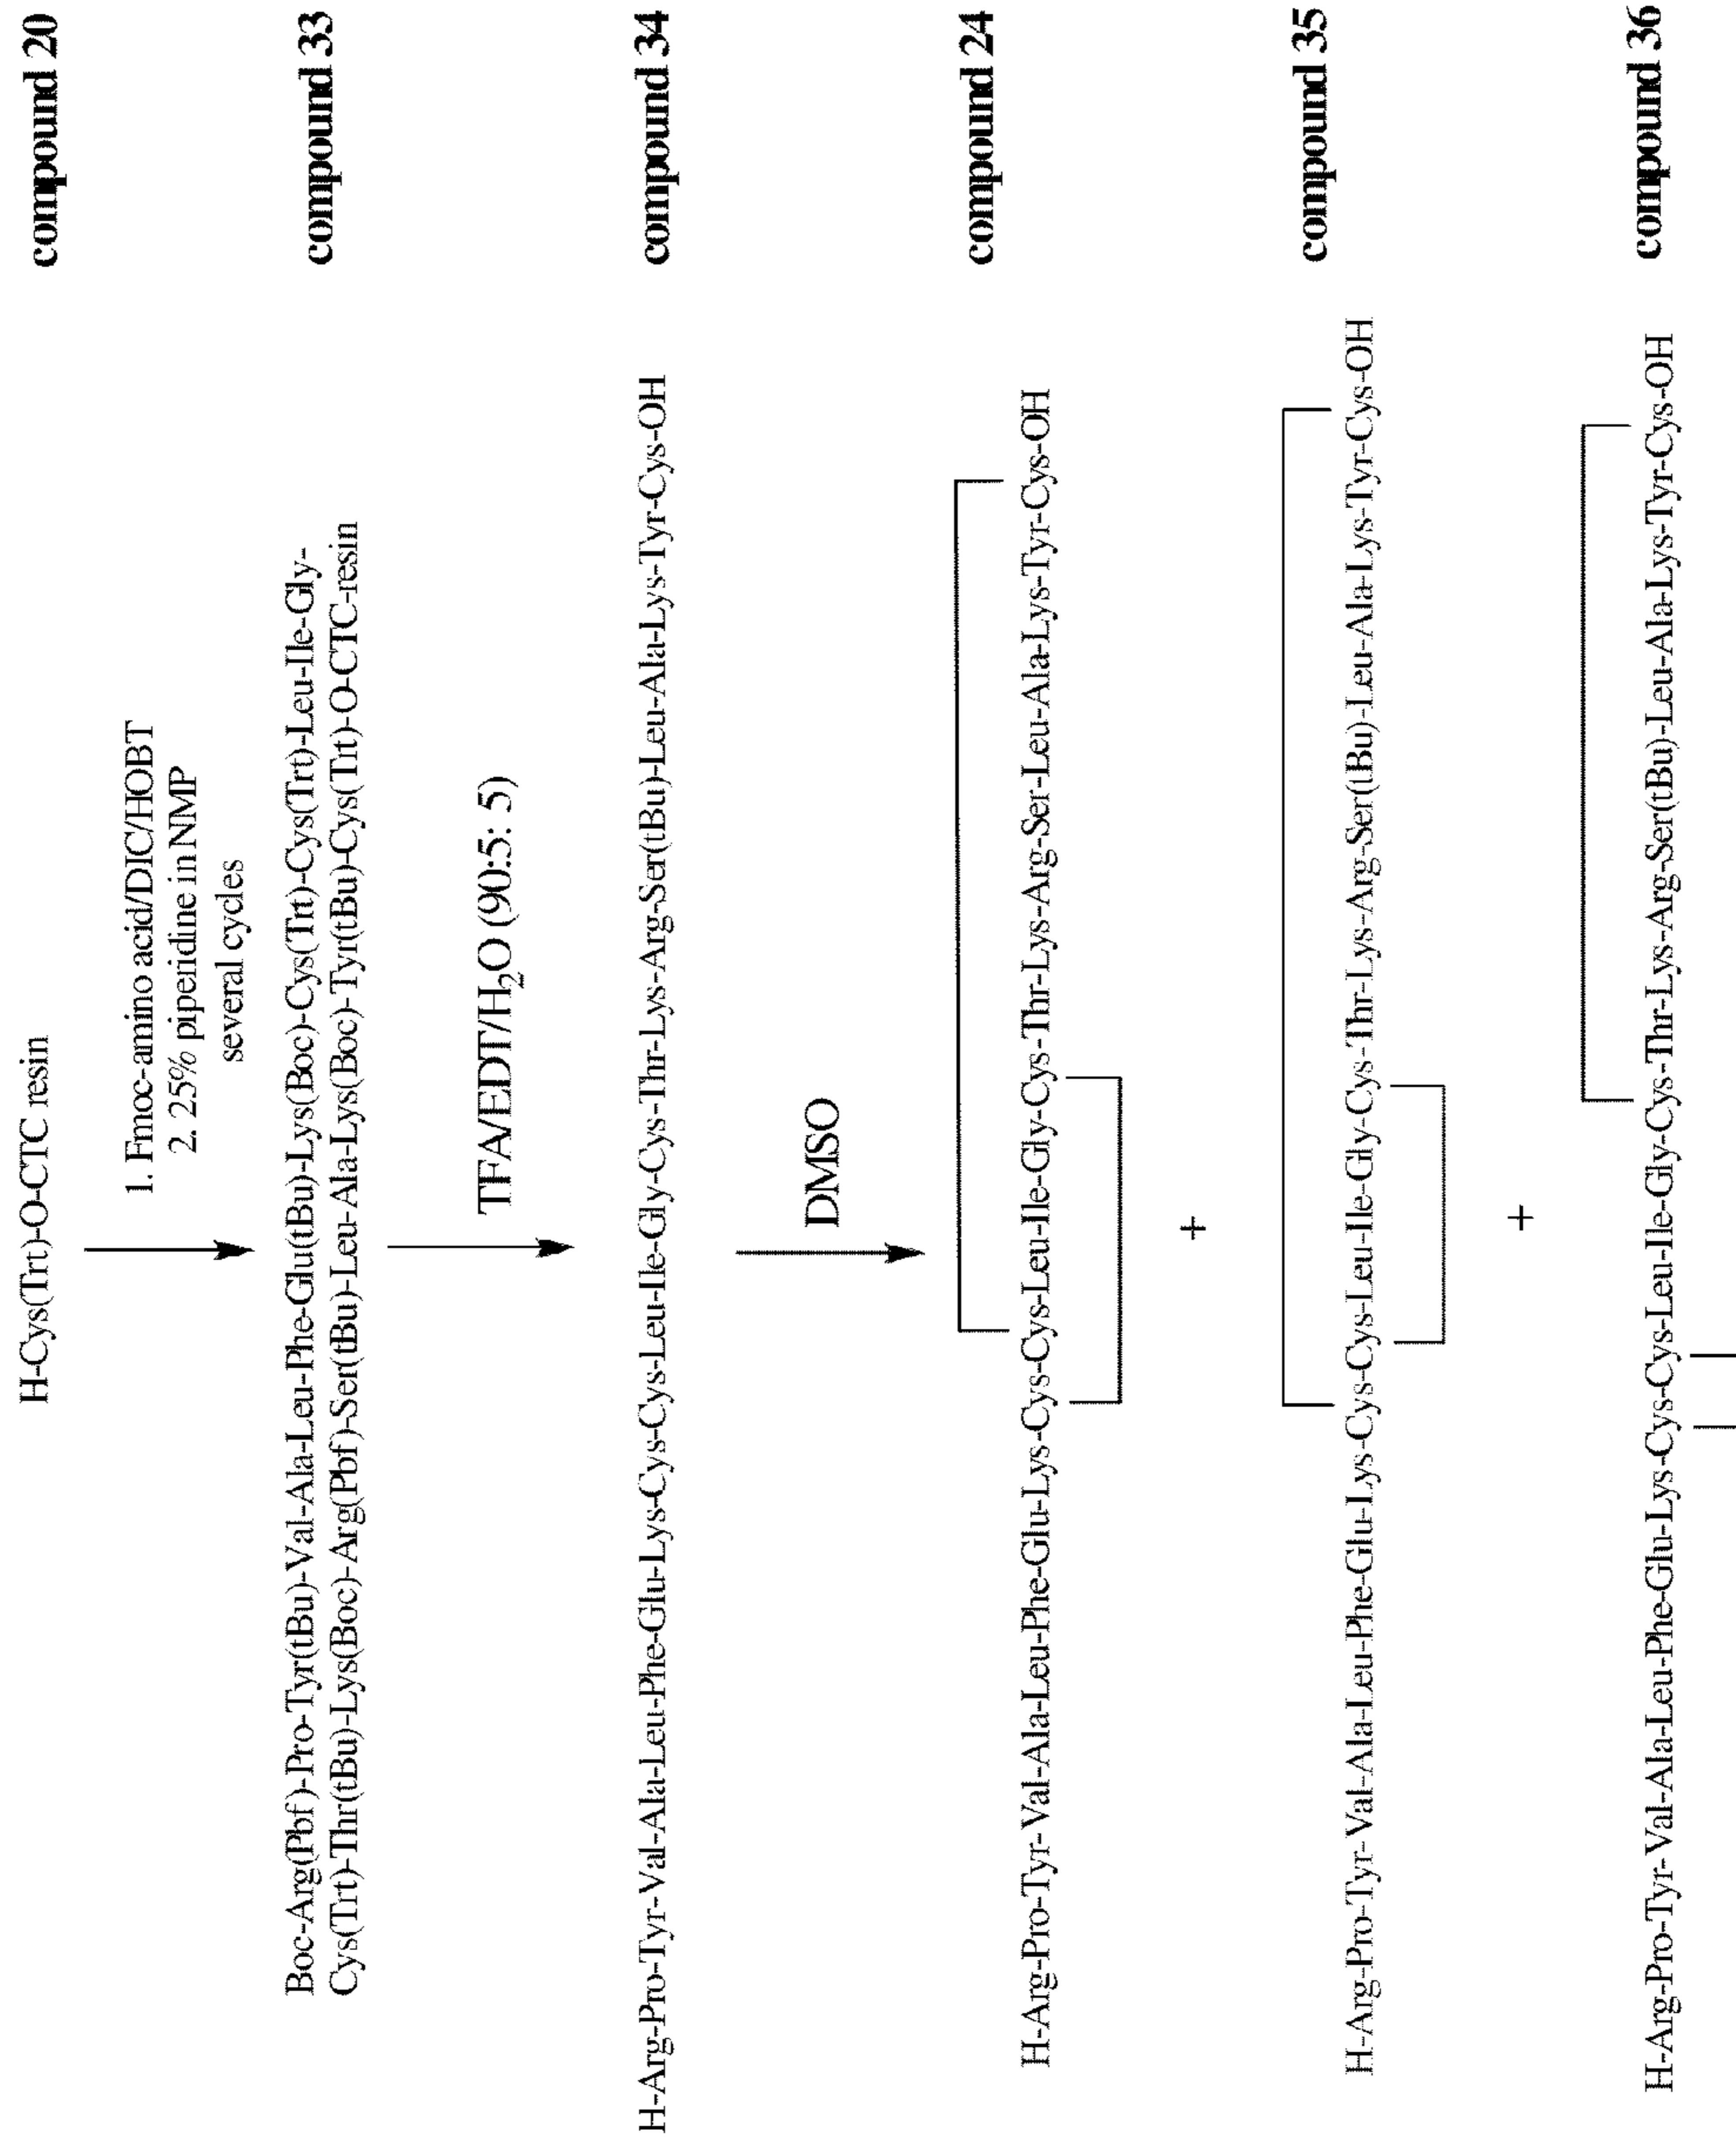 H-Cys(Trt)-O-CTC resin
compound 20
1. Fmoc-amino acid/DIC/HOBT
2. 25% piperidine in NMP
several cycles
Boc-Arg(Pbf)-Pro-Tyr(tBu)-Val-Ala-Leu-Phe-Glu(tBu)-Lys(Boc)-Cys(Trt)-Cys(Trt)-Leu-Ile-Gly-
Cys(Trt)-Thr(tBu)-Lys(Boc)-Arg(Pbf)-Ser(tBu)-Leu-Ala-Lys(Boc)-Tyr(tBu)-Cys(Trt)-O-CTC-resin
compound 33
TFA/EDT/H₂O (90:5: 5)
H-Arg-Pro-Tyr-Val-Ala-Leu-Phe-Glu-Lys-Cys-Cys-Leu-Ile-Gly-Cys-Thr-Lys-Arg-Ser(tBu)-Leu-Ala-Lys-Tyr-Cys-OH
compound 34
DMSO
H-Arg-Pro-Tyr-Val-Ala-Leu-Phe-Glu-Lys-Cys-Cys-Leu-Ile-Gly-Cys-Thr-Lys-Arg-Ser-Leu-Ala-Lys-Tyr-Cys-OH
compound 24
+
H-Arg-Pro-Tyr-Val-Ala-Leu-Phe-Glu-Lys-Cys-Cys-Leu-Ile-Gly-Cys-Thr-Lys-Arg-Ser(tBu)-Leu-Ala-Lys-Tyr-Cys-OH
compound 35
+
H-Arg-Pro-Tyr-Val-Ala-Leu-Phe-Glu-Lys-Cys-Cys-Leu-Ile-Gly-Cys-Thr-Lys-Arg-Ser(tBu)-Leu-Ala-Lys-Tyr-Cys-OH
compound 36